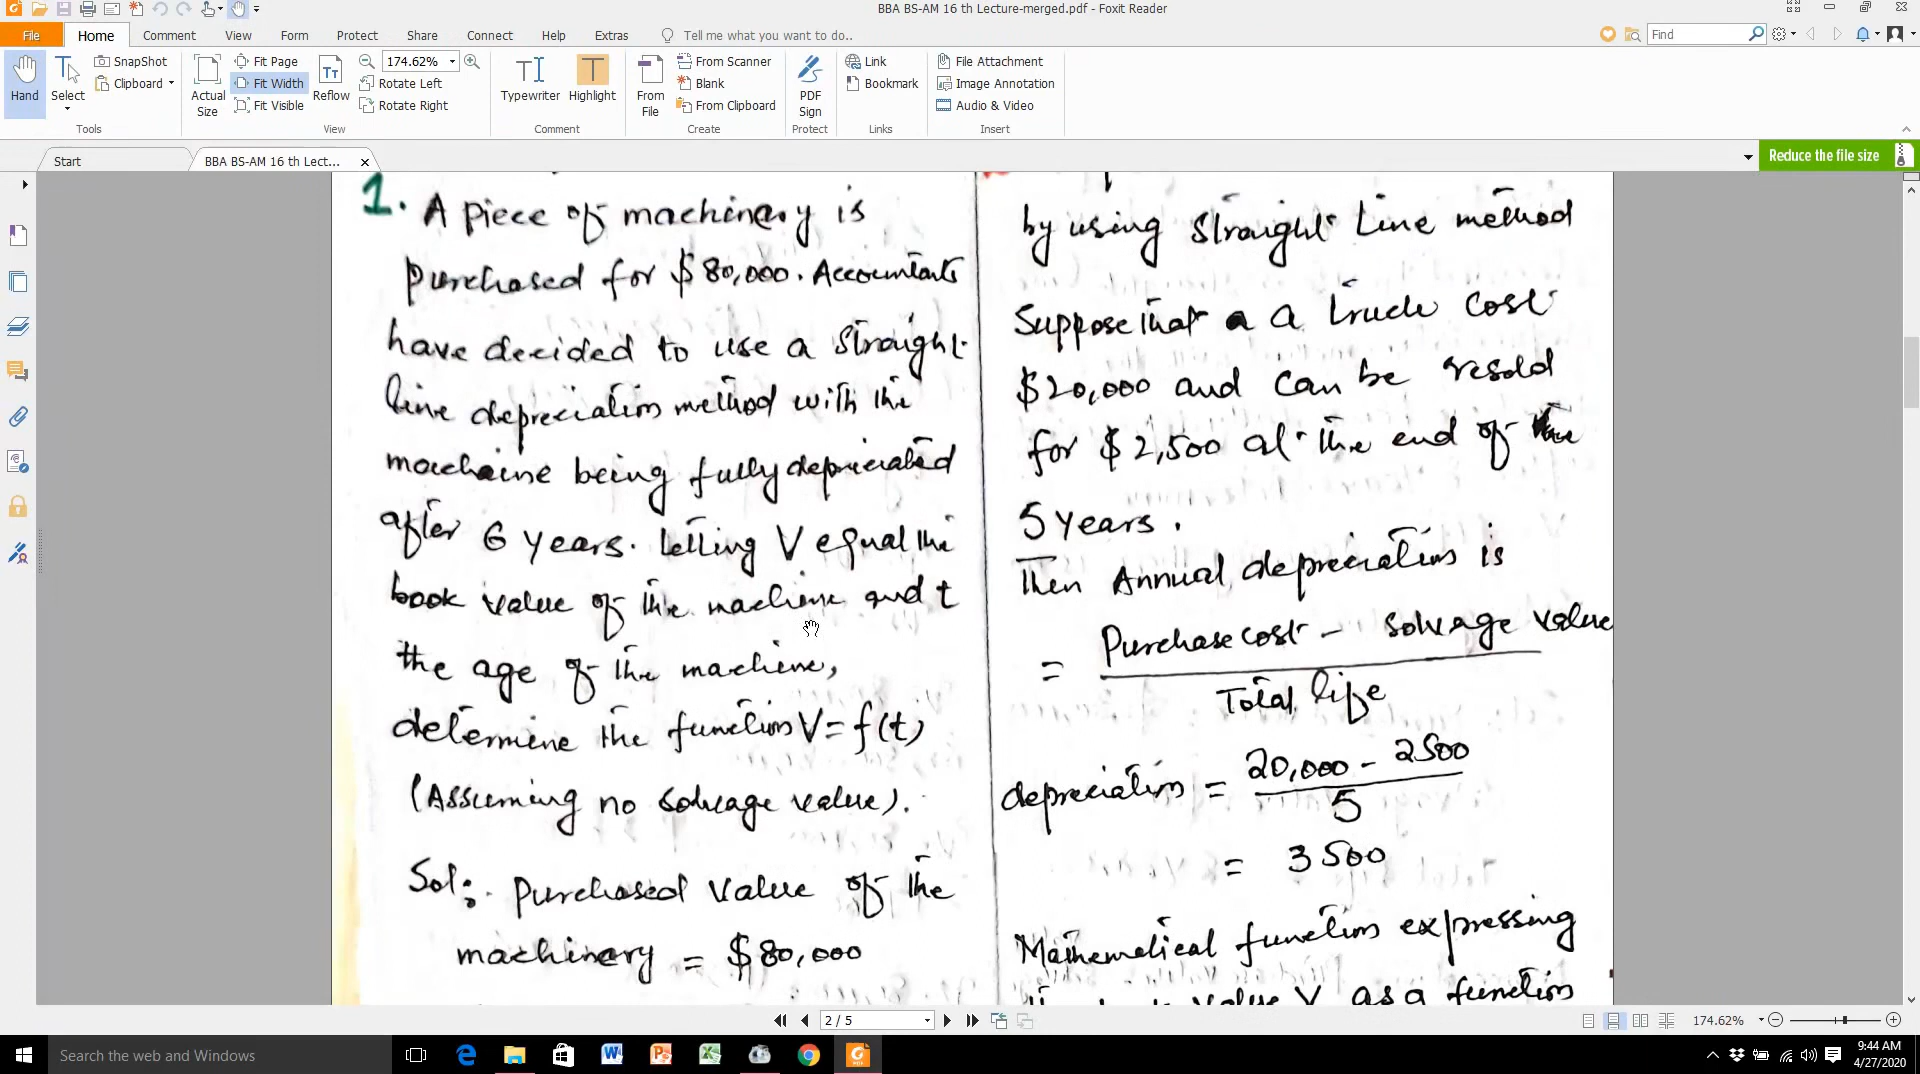 BBA BS-AM 16 th Lecture-merged.pdf - Foxit Reader
File Home Comment View Form Protect Share Connect Help Extras Tell me what you want to do.. Find
Hand
Select
SnapShot
Clipboard
Actual Size
Fit Page
Fit Width
Fit Visible
Reflow
174.62%
Rotate Left
Rotate Right
Typewriter
Highlight
From File
From Scanner
Blank
From Clipboard
PDF Sign
Link
Bookmark
File Attachment
Image Annotation
Audio & Video
Tools View Comment Create Protect Links Insert
Start
BBA BS-AM 16 th Lect...
Reduce the file size
1. A piece of machinery is
purchased for $80,000. Accountants
have decided to use a straight
line depreciation method with the
machine being fully depreciated
after 6 years. Letting V equal the
book value of the machine and t
the age of the machine,
determine the function V = f(t)
(Assuming no solvage value).
Sol:. purchased value of the
machinery = $80,000
by using straight Line method
Suppose that a truck cost
$20,000 and can be resold
for $2,500 at the end of the
5 years.
Then Annual depreciation is
= Purchase cost - solvage value
Total life
depreciation = 20,000 - 2500
5
= 3500
Mathematical function expressing
value V as a function
2 / 5
174.62%
Search the web and Windows
9:44 AM
4/27/2020